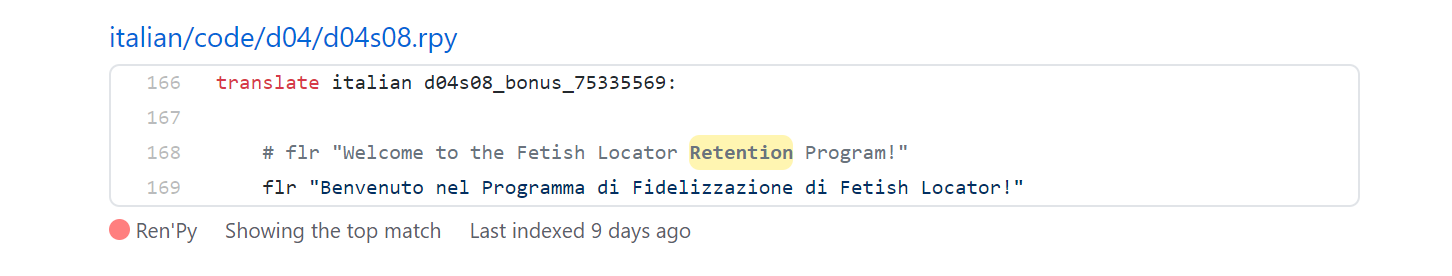 italian/code/d04/d04s08.rpy
166 translate italian d04s08_bonus_75335569:
167
168 # flr "Welcome to the Fetish Locator Retention Program!"
169 flr "Benvenuto nel Programma di Fidelizzazione di Fetish Locator!"
Ren'Py Showing the top match Last indexed 9 days ago